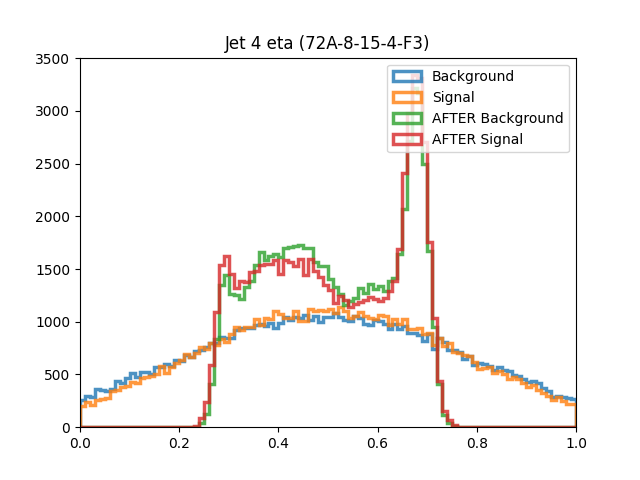 Jet 4 eta (72A-8-15-4-F3)
3500
3000
2500
2000
1500
1000
500
0
Background
Signal
AFTER Background
AFTER Signal
0.0 0.2 0.4 0.6 0.8 1.0